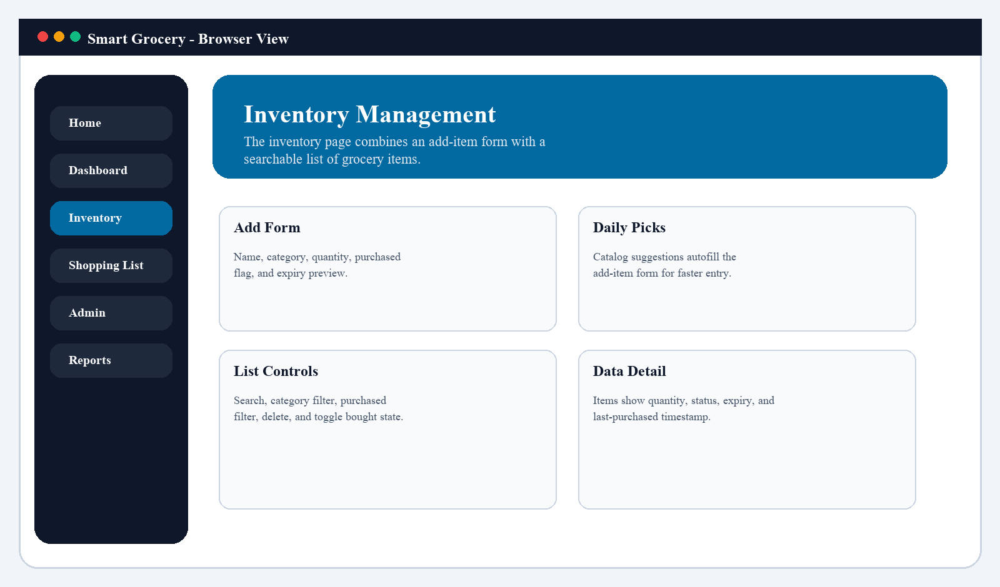 Smart Grocery - Browser View
Home
Dashboard
Inventory
Shopping List
Admin
Reports
Inventory Management
The inventory page combines an add-item form with a
searchable list of grocery items.
Add Form
Name, category, quantity, purchased
flag, and expiry preview.
Daily Picks
Catalog suggestions autofill the
add-item form for faster entry.
List Controls
Search, category filter, purchased
filter, delete, and toggle bought state.
Data Detail
Items show quantity, status, expiry, and
last-purchased timestamp.